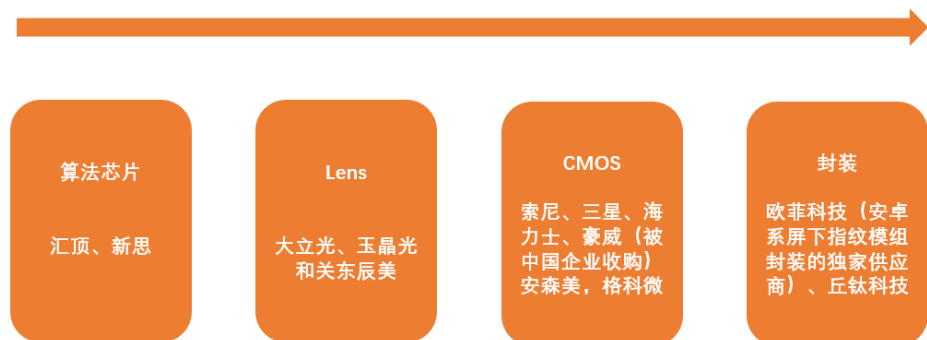 算法芯片
汇顶、新思
Lens
大立光、玉晶光
和关东辰美
CMOS
索尼、三星、海
力士、豪威（被
中国企业收购）
安森美，格科微
封装
欧菲科技（安卓
系屏下指纹模组
封装的独家供应
商）、丘钛科技